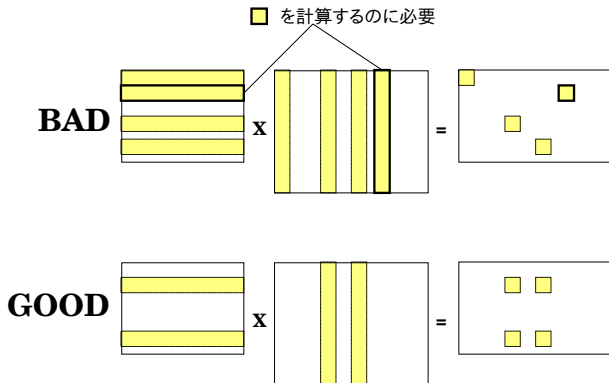 を計算するのに必要
BAD x =
GOOD x =